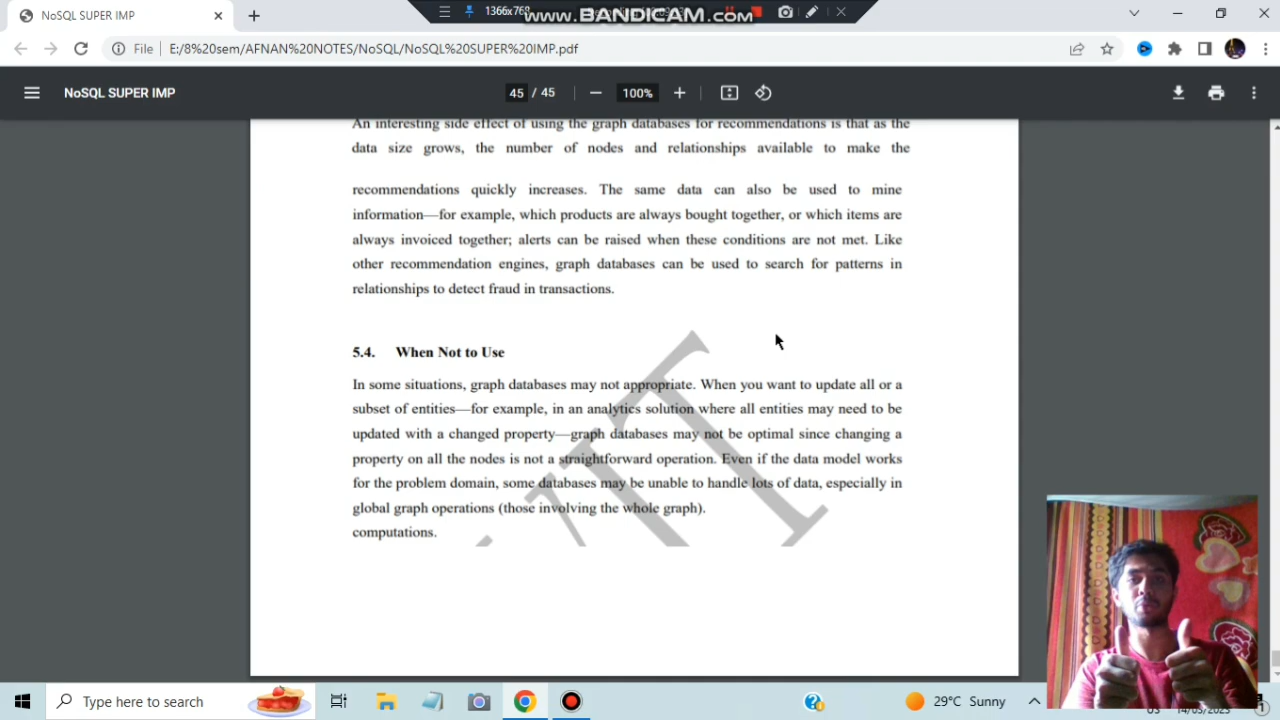 NoSQL SUPER IMP
1366x768
www.BANDICAM.com
File
E:/8%20sem/AFNAN%20NOTES/NoSQL/NoSQL%20SUPER%20IMP.pdf
NoSQL SUPER IMP
45 / 45
100%
An interesting side effect of using the graph databases for recommendations is that as the
data size grows, the number of nodes and relationships available to make the
recommendations quickly increases. The same data can also be used to mine
information—for example, which products are always bought together, or which items are
always invoiced together; alerts can be raised when these conditions are not met. Like
other recommendation engines, graph databases can be used to search for patterns in
relationships to detect fraud in transactions.
5.4. When Not to Use
In some situations, graph databases may not appropriate. When you want to update all or a
subset of entities—for example, in an analytics solution where all entities may need to be
updated with a changed property—graph databases may not be optimal since changing a
property on all the nodes is not a straightforward operation. Even if the data model works
for the problem domain, some databases may be unable to handle lots of data, especially in
global graph operations (those involving the whole graph).
computations.
Type here to search
29°C Sunny